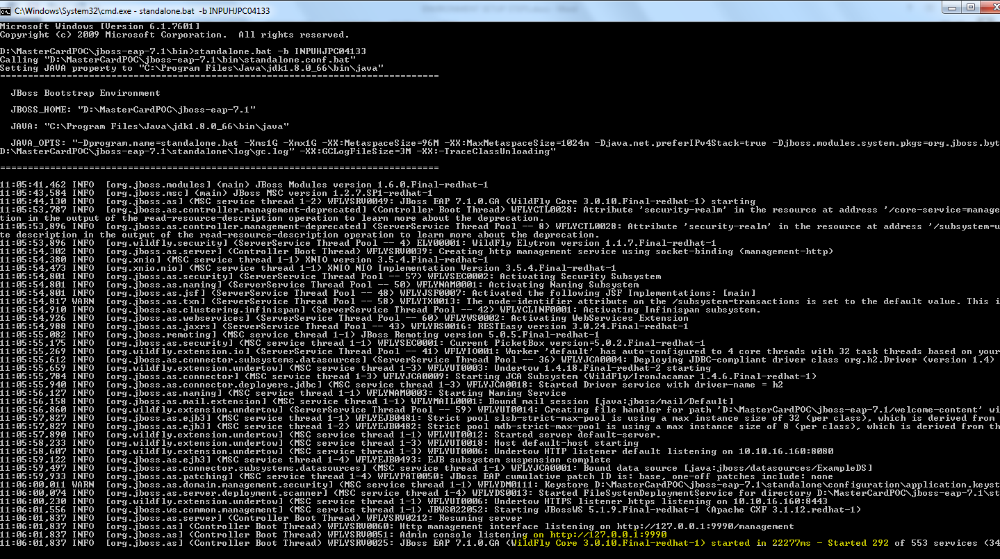 C:\Windows\System32\cmd.exe - standalone.bat -b INPUHJPC04133
Microsoft Windows [Version 6.1.7601]
Copyright (c) 2009 Microsoft Corporation.  All rights reserved.
D:\MasterCardPOC\jboss-eap-7.1\bin>standalone.bat -b INPUHJPC04133
Calling "D:\MasterCardPOC\jboss-eap-7.1\bin\standalone.conf.bat"
Setting JAVA property to "C:\Program Files\Java\jdk1.8.0_66\bin\java"
===============================================================================
JBoss Bootstrap Environment
JBOSS_HOME: "D:\MasterCardPOC\jboss-eap-7.1"
JAVA: "C:\Program Files\Java\jdk1.8.0_66\bin\java"
JAVA_OPTS: "-Dprogram.name=standalone.bat -Xms1G -Xmx1G -XX:MetaspaceSize=96M -XX:MaxMetaspaceSize=1024m -Djava.net.preferIPv4Stack=true -Djboss.modules.system.pkgs=org.jboss.byt
D:\MasterCardPOC\jboss-eap-7.1\standalone\log\gc.log" -XX:GCLogFileSize=3M -XX:-TraceClassUnloading"
===============================================================================
11:05:41,462 INFO  [org.jboss.modules] (main) JBoss Modules version 1.6.0.Final-redhat-1
11:05:43,584 INFO  [org.jboss.msc] (main) JBoss MSC version 1.2.7.SP1-redhat-1
11:05:44,130 INFO  [org.jboss.as] (MSC service thread 1-2) WFLYSRV0049: JBoss EAP 7.1.0.GA (WildFly Core 3.0.10.Final-redhat-1) starting
11:05:53,787 INFO  [org.jboss.as.controller.management-deprecated] (Controller Boot Thread) WFLYCTL0028: Attribute 'security-realm' in the resource at address '/core-service=manage
tion in the output of the read-resource-description operation to learn more about the deprecation.
11:05:53,896 INFO  [org.jboss.as.controller.management-deprecated] (ServerService Thread Pool -- 8) WFLYCTL0028: Attribute 'security-realm' in the resource at address '/subsystem=u
te description in the output of the read-resource-description operation to learn more about the deprecation.
11:05:53,896 INFO  [org.wildfly.security] (ServerService Thread Pool -- 4) ELY00001: WildFly Elytron version 1.1.7.Final-redhat-1
11:05:54,302 INFO  [org.jboss.as.server] (Controller Boot Thread) WFLYSRV0039: Creating http management service using socket-binding (management-http)
11:05:54,380 INFO  [org.xnio] (MSC service thread 1-1) XNIO version 3.5.4.Final-redhat-1
11:05:54,473 INFO  [org.xnio.nio] (MSC service thread 1-1) XNIO NIO Implementation Version 3.5.4.Final-redhat-1
11:05:54,801 INFO  [org.jboss.as.security] (ServerService Thread Pool -- 57) WFLYSEC0002: Activating Security Subsystem
11:05:54,801 INFO  [org.jboss.as.naming] (ServerService Thread Pool -- 50) WFLYNAM0001: Activating Naming Subsystem
11:05:54,801 INFO  [org.jboss.as.jsf] (ServerService Thread Pool -- 48) WFLYJSF0007: Activated the following JSF Implementations: [main]
11:05:54,817 WARN  [org.jboss.as.txn] (ServerService Thread Pool -- 58) WFLYTX0013: The node-identifier attribute on the /subsystem=transactions is set to the default value. This i
11:05:54,910 INFO  [org.jboss.as.clustering.infinispan] (ServerService Thread Pool -- 42) WFLYCLINF0001: Activating Infinispan subsystem.
11:05:54,926 INFO  [org.jboss.as.webservices] (ServerService Thread Pool -- 60) WFLYWS0002: Activating WebServices Extension
11:05:54,988 INFO  [org.jboss.as.jaxrs] (ServerService Thread Pool -- 43) WFLYRS0016: RESTEasy version 3.0.24.Final-redhat-1
11:05:55,082 INFO  [org.jboss.remoting] (MSC service thread 1-1) JBoss Remoting version 5.0.5.Final-redhat-1
11:05:55,175 INFO  [org.jboss.as.security] (MSC service thread 1-1) WFLYSEC0001: Current PicketBox version=5.0.2.Final-redhat-1
11:05:55,269 INFO  [org.wildfly.extension.io] (ServerService Thread Pool -- 41) WFLYIO001: Worker 'default' has auto-configured to 4 core threads with 32 task threads based on your
11:05:55,612 INFO  [org.jboss.as.connector.subsystems.datasources] (ServerService Thread Pool -- 36) WFLYJCA0004: Deploying JDBC-compliant driver class org.h2.Driver (version 1.4)
11:05:55,659 INFO  [org.wildfly.extension.undertow] (MSC service thread 1-3) WFLYUT0003: Undertow 1.4.18.Final-redhat-2 starting
11:05:55,784 INFO  [org.jboss.as.connector] (MSC service thread 1-3) WFLYJCA0009: Starting JCA Subsystem (WildFly/IronJacamar 1.4.6.Final-redhat-1)
11:05:55,940 INFO  [org.jboss.as.connector.deployers.jdbc] (MSC service thread 1-3) WFLYJCA0018: Started Driver service with driver-name = h2
11:05:56,127 INFO  [org.jboss.as.naming] (MSC service thread 1-1) WFLYNAM0003: Starting Naming Service
11:05:56,158 INFO  [org.jboss.as.mail.extension] (MSC service thread 1-1) WFLYMAIL0001: Bound mail session [java:jboss/mail/Default]
11:05:56,860 INFO  [org.wildfly.extension.undertow] (ServerService Thread Pool -- 59) WFLYUT0014: Creating file handler for path 'D:\MasterCardPOC\jboss-eap-7.1/welcome-content' wi
11:05:57,827 INFO  [org.jboss.as.ejb3] (MSC service thread 1-1) WFLYEJB0481: Strict pool slsb-strict-max-pool is using a max instance size of 32 (per class), which is derived from
11:05:57,827 INFO  [org.jboss.as.ejb3] (MSC service thread 1-2) WFLYEJB0482: Strict pool mdb-strict-max-pool is using a max instance size of 8 (per class), which is derived from th
11:05:57,890 INFO  [org.wildfly.extension.undertow] (MSC service thread 1-1) WFLYUT0012: Started server default-server.
11:05:58,233 INFO  [org.wildfly.extension.undertow] (MSC service thread 1-3) WFLYUT0018: Host default-host starting
11:05:58,607 INFO  [org.wildfly.extension.undertow] (MSC service thread 1-3) WFLYUT0006: Undertow HTTP listener default listening on 10.10.16.160:8080
11:05:59,122 INFO  [org.jboss.as.ejb3] (MSC service thread 1-4) WFLYEJB0493: EJB subsystem suspension complete
11:05:59,497 INFO  [org.jboss.as.connector.subsystems.datasources] (MSC service thread 1-1) WFLYJCA0001: Bound data source [java:jboss/datasources/ExampleDS]
11:05:59,933 INFO  [org.jboss.as.patching] (MSC service thread 1-4) WFLYPAT0050: JBoss EAP cumulative patch ID is: base, one-off patches include: none
11:06:00,011 WARN  [org.jboss.as.domain.management.security] (MSC service thread 1-1) WFLYDM0111: Keystore D:\MasterCardPOC\jboss-eap-7.1\standalone\configuration\application.keyst
11:06:00,074 INFO  [org.jboss.as.server.deployment.scanner] (MSC service thread 1-4) WFLYDS0013: Started FileSystemDeploymentService for directory D:\MasterCardPOC\jboss-eap-7.1\st
11:06:00,230 INFO  [org.wildfly.extension.undertow] (MSC service thread 1-1) WFLYUT0006: Undertow HTTPS listener https listening on 10.10.16.160:8443
11:06:01,556 INFO  [org.jboss.ws.common.management] (MSC service thread 1-1) JBWS022052: Starting JBossWS 5.1.9.Final-redhat-1 (Apache CXF 3.1.12.redhat-1)
11:06:01,837 INFO  [org.jboss.as.server] (Controller Boot Thread) WFLYSRV0212: Resuming server
11:06:01,837 INFO  [org.jboss.as] (Controller Boot Thread) WFLYSRV0060: Http management interface listening on http://127.0.0.1:9990/management
11:06:01,837 INFO  [org.jboss.as] (Controller Boot Thread) WFLYSRV0051: Admin console listening on http://127.0.0.1:9990
11:06:01,837 INFO  [org.jboss.as] (Controller Boot Thread) WFLYSRV0025: JBoss EAP 7.1.0.GA (WildFly Core 3.0.10.Final-redhat-1) started in 22277ms - Started 292 of 553 services (34